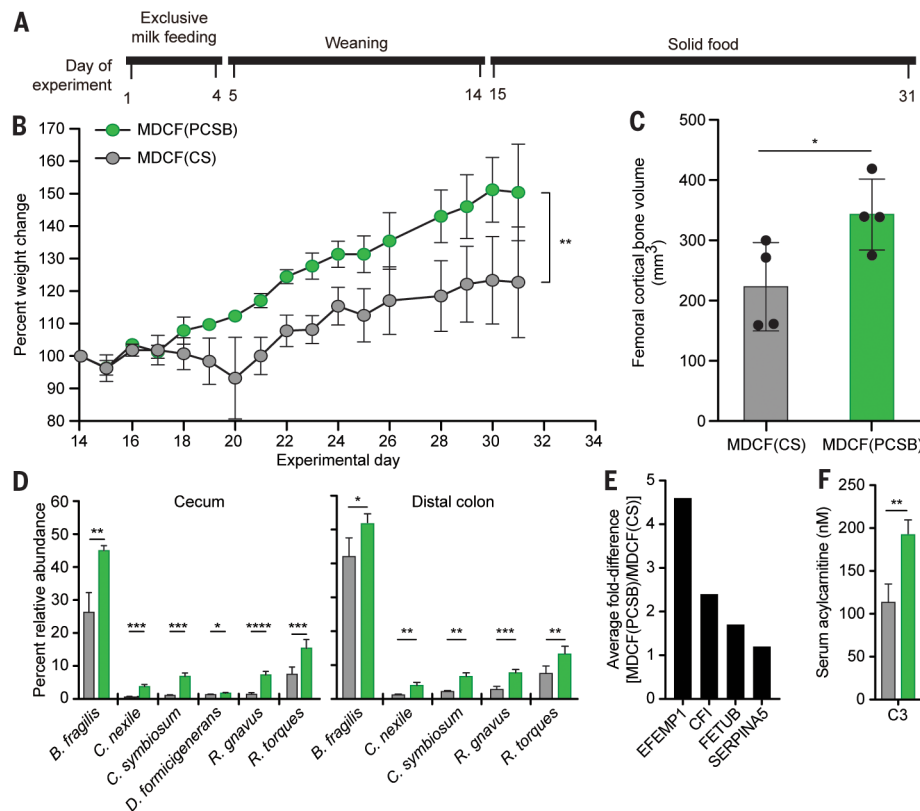 A
Exclusive
milk feeding
Weaning
Solid food
Day of
experiment
1
4
5
14
15
31
B
MDCF(PCSB)
MDCF(CS)
Percent weight change
170
160
150
140
130
120
110
100
90
80
**
14 16 18 20 22 24 26 28 30 32 34
Experimental day
C
Femoral cortical bone volume
(mm3)
500
400
300
200
100
0
*
MDCF(CS) MDCF(PCSB)
D
Cecum
Distal colon
Percent relative abundance
60
50
40
30
20
10
0
** *** *** * **** ***
B. fragilis
C. nexile
C. symbiosum
D. formicigenerans
R. gnavus
R. torques
* ** ** *** **
B. fragilis
C. nexile
C. symbiosum
R. gnavus
R. torques
E
Average fold-difference
[MDCF(PCSB)/MDCF(CS)]
5
4
3
2
1
0
EFEMP1
CFI
FETUB
SERPINA5
F
Serum acylcarnitine (nM)
250
200
150
100
50
0
**
C3